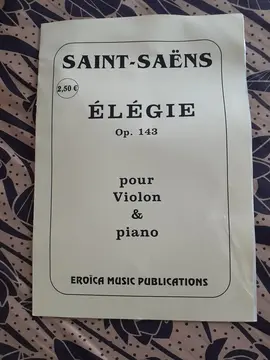 SAINT-SAËNS
2,50 €
ÉLÉGIE
Op. 143
pour
Violon
&
piano
EROÏCA MUSIC PUBLICATIONS